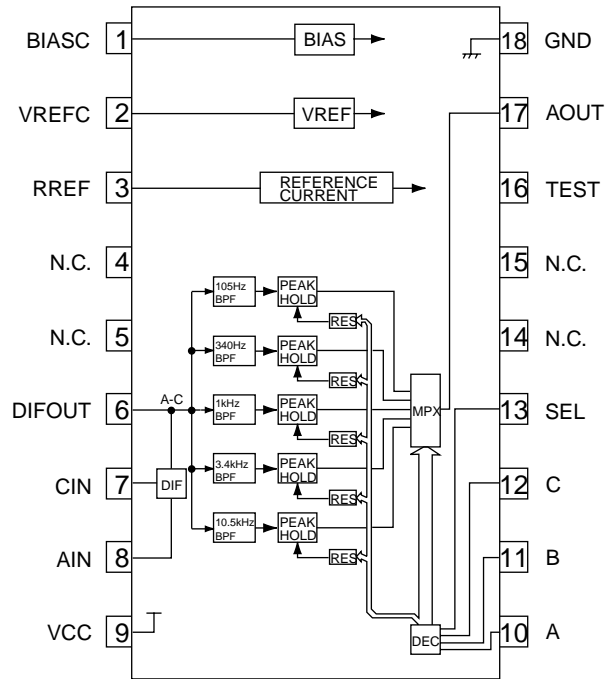 BIASC 1 BIAS 18 GND
VREFC 2 VREF 17 AOUT
RREF 3 REFERENCE CURRENT 16 TEST
N.C. 4 15 N.C.
105Hz BPF PEAK HOLD
RES
N.C. 5 14 N.C.
340Hz BPF PEAK HOLD
RES
DIFOUT 6 A-C 1kHz BPF PEAK HOLD MPX 13 SEL
RES
CIN 7 DIF 3.4kHz BPF PEAK HOLD 12 C
RES
10.5kHz BPF PEAK HOLD
AIN 8 RES 11 B
VCC 9 DEC 10 A